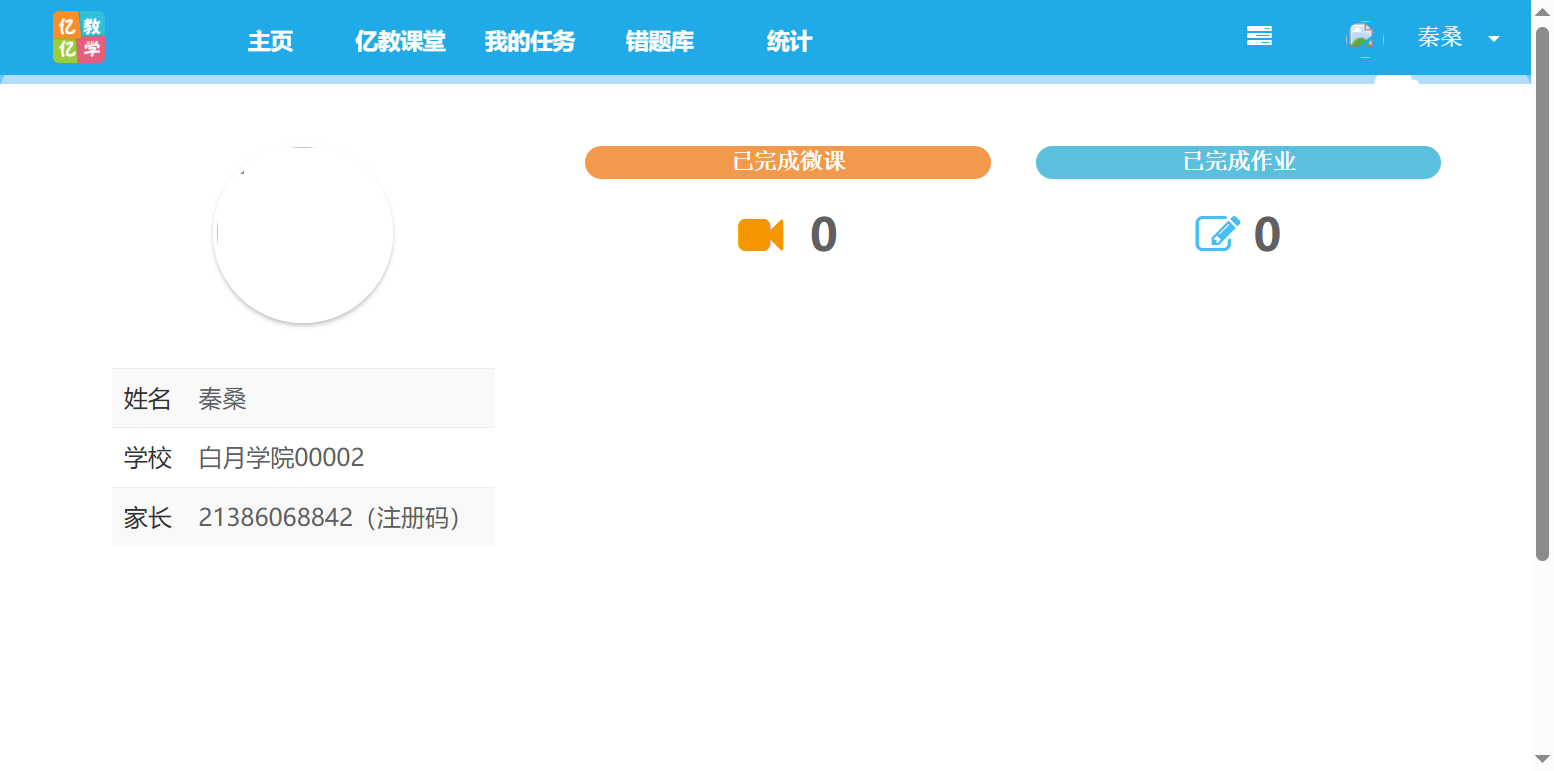 亿教
亿学
主页 亿教课堂 我的任务 错题库 统计 秦桑
已完成微课 已完成作业
0 0
姓名 秦桑
学校 白月学院00002
家长 21386068842（注册码）